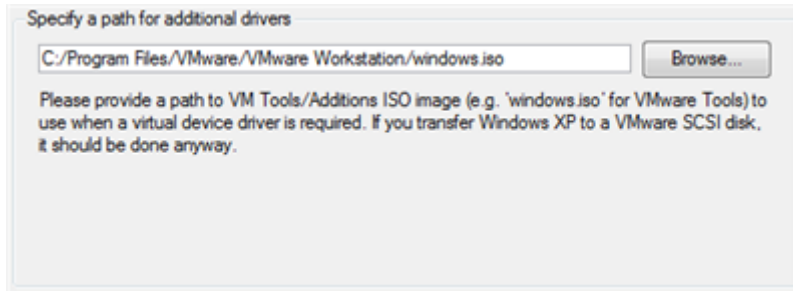 Specify a path for additional drivers
C:/Program Files/VMware/VMware Workstation/windows.iso
Browse...
Please provide a path to VM Tools/Additions ISO image (e.g. 'windows.iso' for VMware Tools) to
use when a virtual device driver is required. If you transfer Windows XP to a VMware SCSI disk,
it should be done anyway.